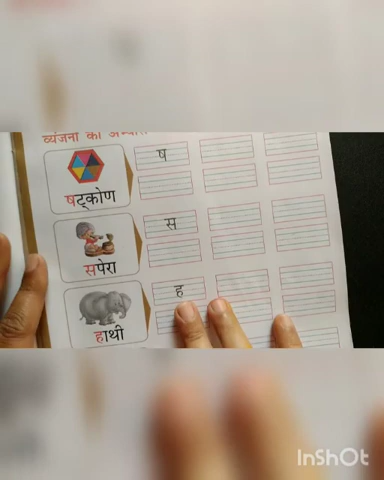 व्यंजनों का अभ्यास
ष
षट्कोण
स
सपेरा
ह
हाथी
InShOt